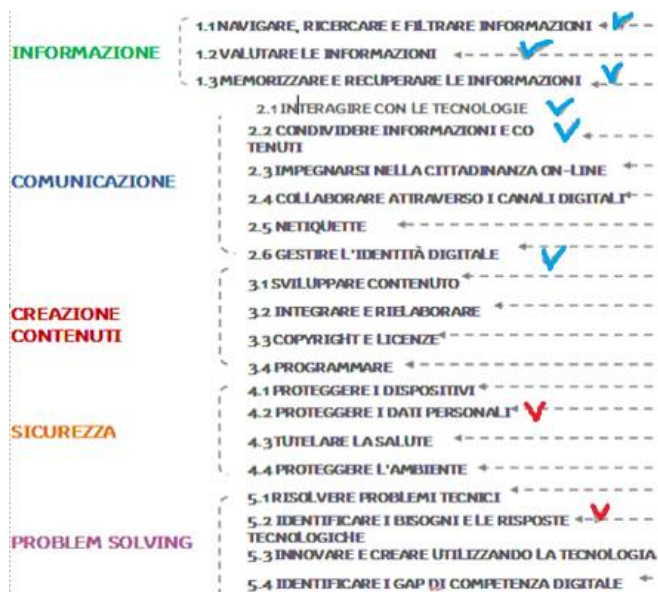 INFORMAZIONE
1.1 NAVIGARE, RICERCARE E FILTRARE INFORMAZIONI
1.2 VALUTARE LE INFORMAZIONI
1.3 MEMORIZZARE E RECUPERARE LE INFORMAZIONI
COMUNICAZIONE
2.1 INTERAGIRE CON LE TECNOLOGIE
2.2 CONDIVIDERE INFORMAZIONI E CO
TENUTI
2.3 IMPEGNARSI NELLA CITTADINANZA ON-LINE
2.4 COLLABORARE ATTRAVERSO I CANALI DIGITALI
2.5 NETIQUETTE
2.6 GESTIRE L'IDENTITÀ DIGITALE
CREAZIONE
CONTENUTI
3.1 SVILUPPARE CONTENUTO
3.2 INTEGRARE E RIELABORARE
3.3 COPYRIGHT E LICENZE
3.4 PROGRAMMARE
SICUREZZA
4.1 PROTEGGERE I DISPOSITIVI
4.2 PROTEGGERE I DATI PERSONALI
4.3 TUTELARE LA SALUTE
4.4 PROTEGGERE L'AMBIENTE
PROBLEM SOLVING
5.1 RISOLVERE PROBLEMI TECNICI
5.2 IDENTIFICARE I BISOGNI E LE RISPOSTE
TECNOLOGICHE
5.3 INNOVARE E CREARE UTILIZZANDO LA TECNOLOGIA
5.4 IDENTIFICARE I GAP DI COMPETENZA DIGITALE